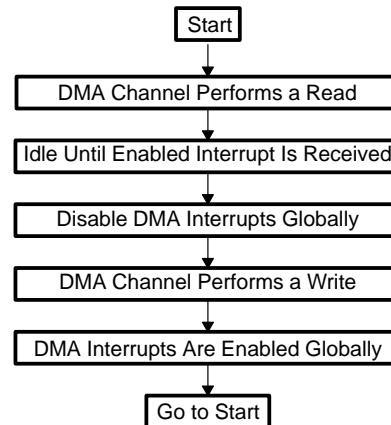 Start
DMA Channel Performs a Read
Idle Until Enabled Interrupt Is Received
Disable DMA Interrupts Globally
DMA Channel Performs a Write
DMA Interrupts Are Enabled Globally
Go to Start